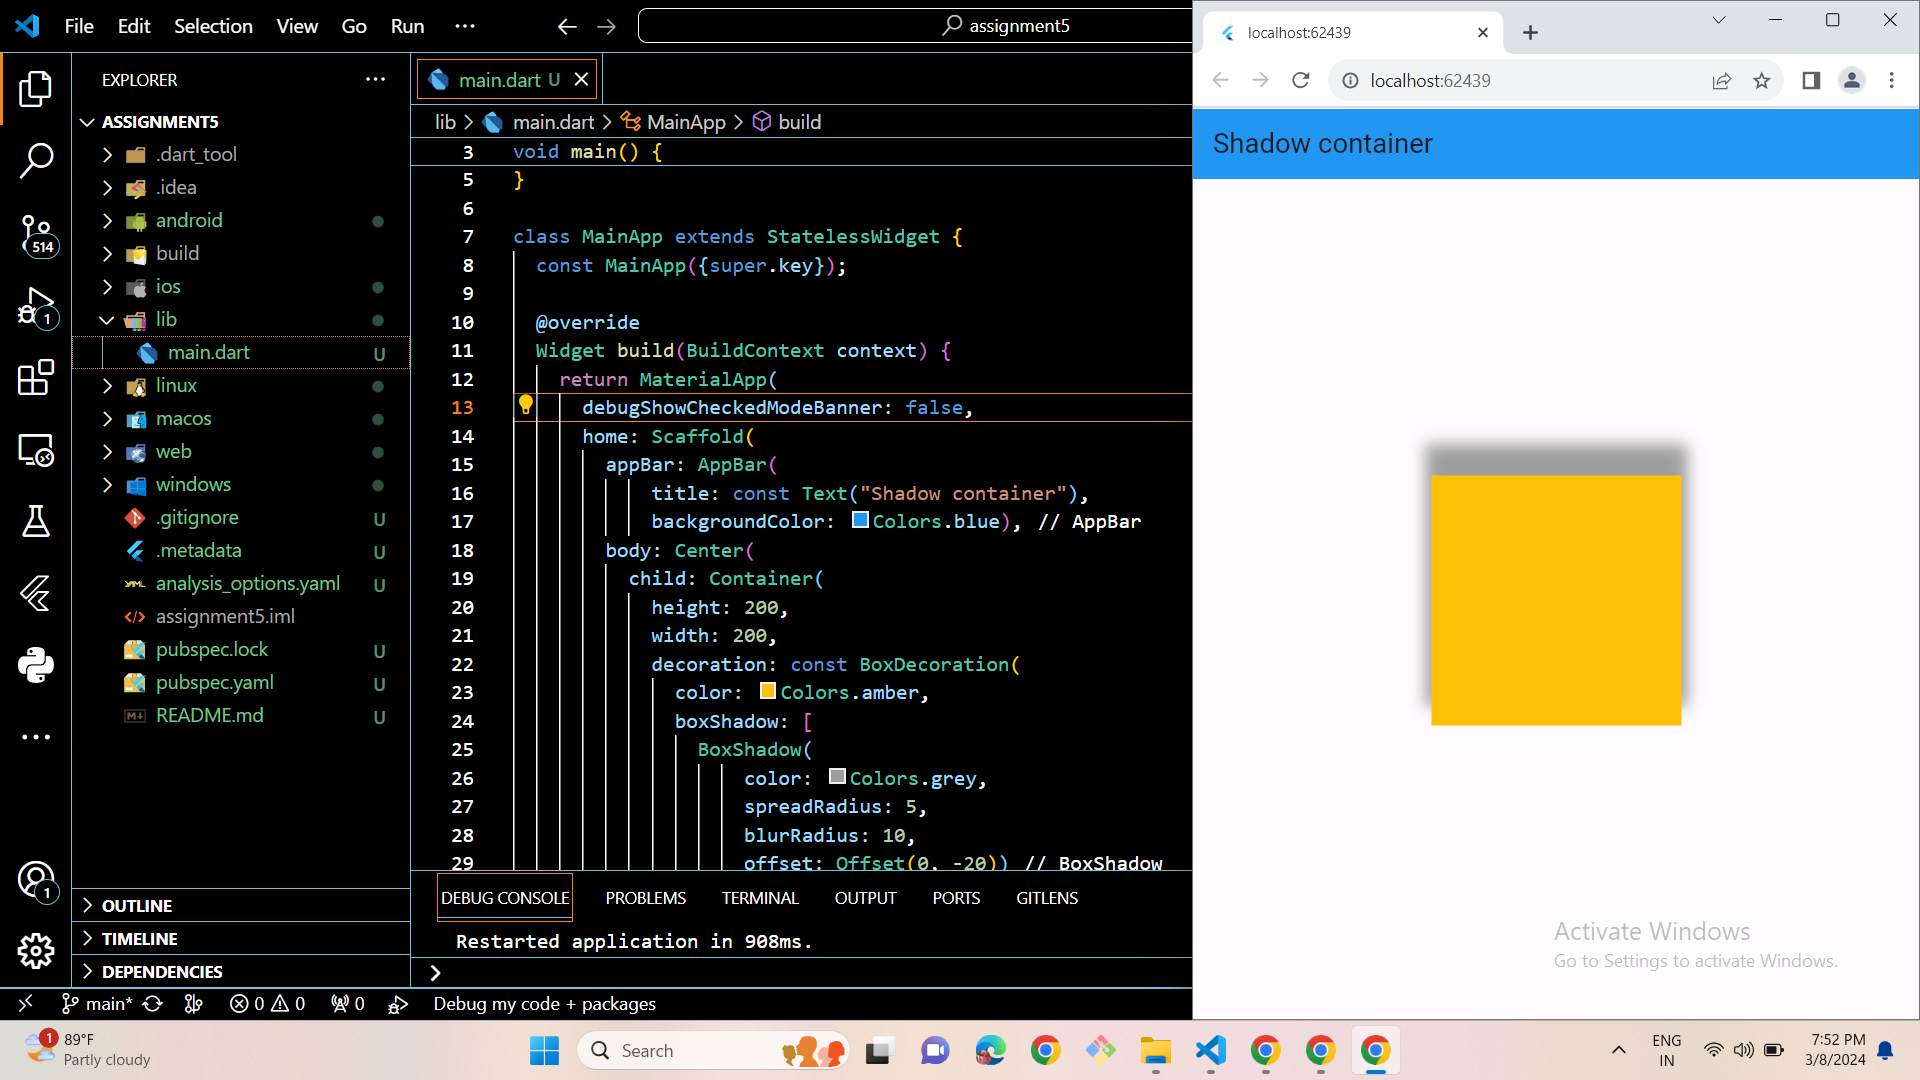 File Edit Selection View Go Run ···
assignment5
EXPLORER
ASSIGNMENT5
.dart_tool
.idea
android
build
ios
lib
main.dart U
linux
macos
web
windows
.gitignore U
.metadata U
analysis_options.yaml U
assignment5.iml
pubspec.lock U
pubspec.yaml U
README.md U
OUTLINE
TIMELINE
DEPENDENCIES
514
1
1
main.dart U
lib > main.dart > MainApp > build
3 void main() {
5 }
6
7 class MainApp extends StatelessWidget {
8 const MainApp({super.key});
9
10 @override
11 Widget build(BuildContext context) {
12 return MaterialApp(
13 debugShowCheckedModeBanner: false,
14 home: Scaffold(
15 appBar: AppBar(
16 title: const Text("Shadow container"),
17 backgroundColor: Colors.blue), // AppBar
18 body: Center(
19 child: Container(
20 height: 200,
21 width: 200,
22 decoration: const BoxDecoration(
23 color: Colors.amber,
24 boxShadow: [
25 BoxShadow(
26 color: Colors.grey,
27 spreadRadius: 5,
28 blurRadius: 10,
29 offset: Offset(0, -20)) // BoxShadow
DEBUG CONSOLE PROBLEMS TERMINAL OUTPUT PORTS GITLENS
Restarted application in 908ms.
main* 0 0 0 Debug my code + packages
localhost:62439
localhost:62439
Shadow container
Activate Windows
Go to Settings to activate Windows.
1
89°F
Partly cloudy
Search
ENG
IN
7:52 PM
3/8/2024